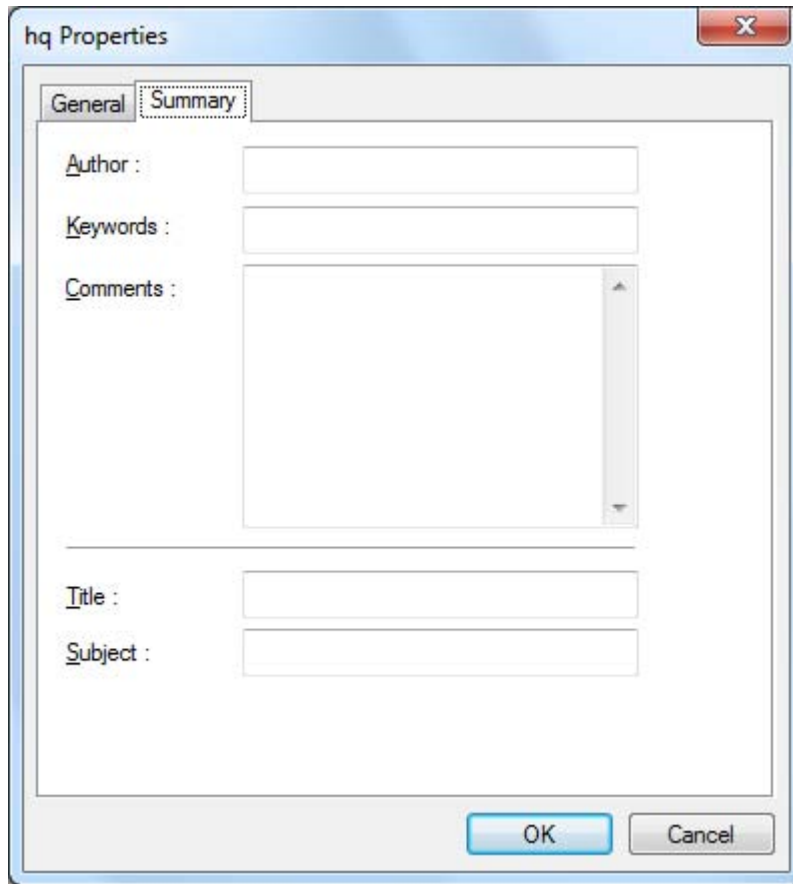 hq Properties
General Summary
Author :
Keywords :
Comments :
Title :
Subject :
OK Cancel